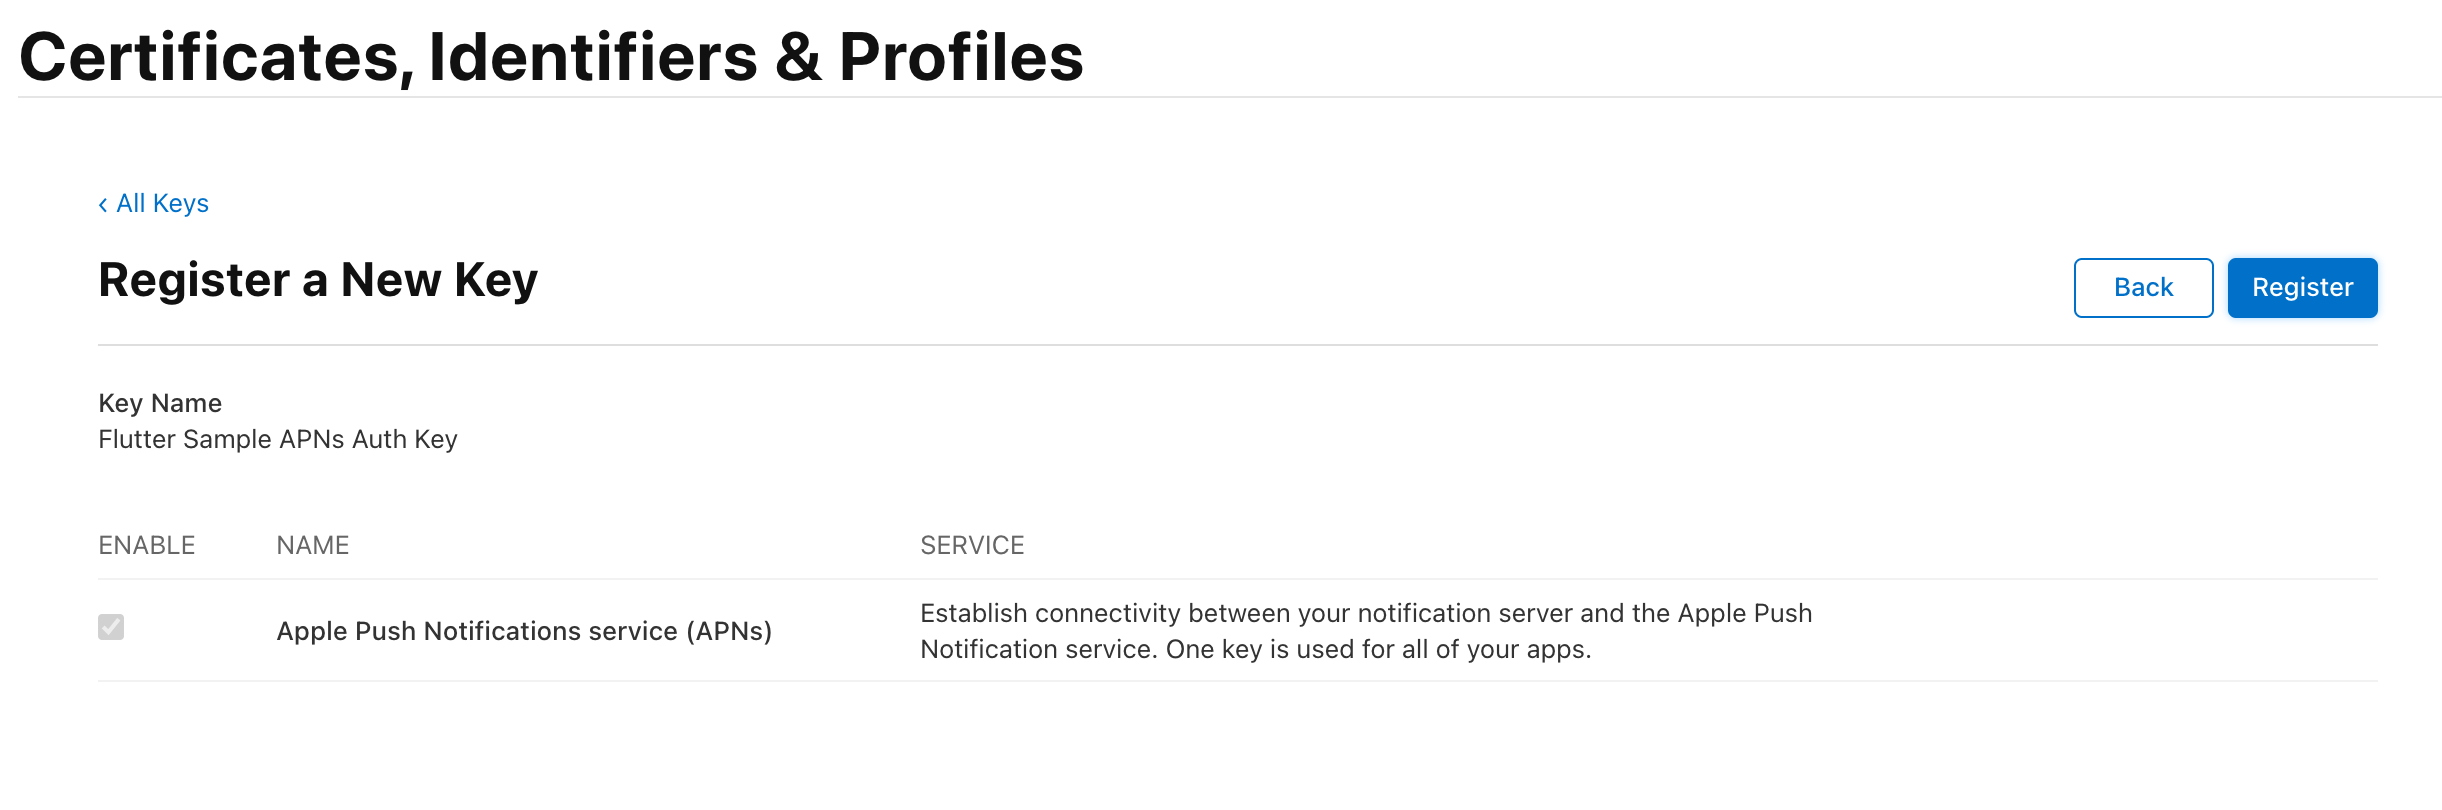 Certificates, Identifiers & Profiles
‹ All Keys
Register a New Key
Back
Register
Key Name
Flutter Sample APNs Auth Key
ENABLE NAME SERVICE
Apple Push Notifications service (APNs)
Establish connectivity between your notification server and the Apple Push
Notification service. One key is used for all of your apps.